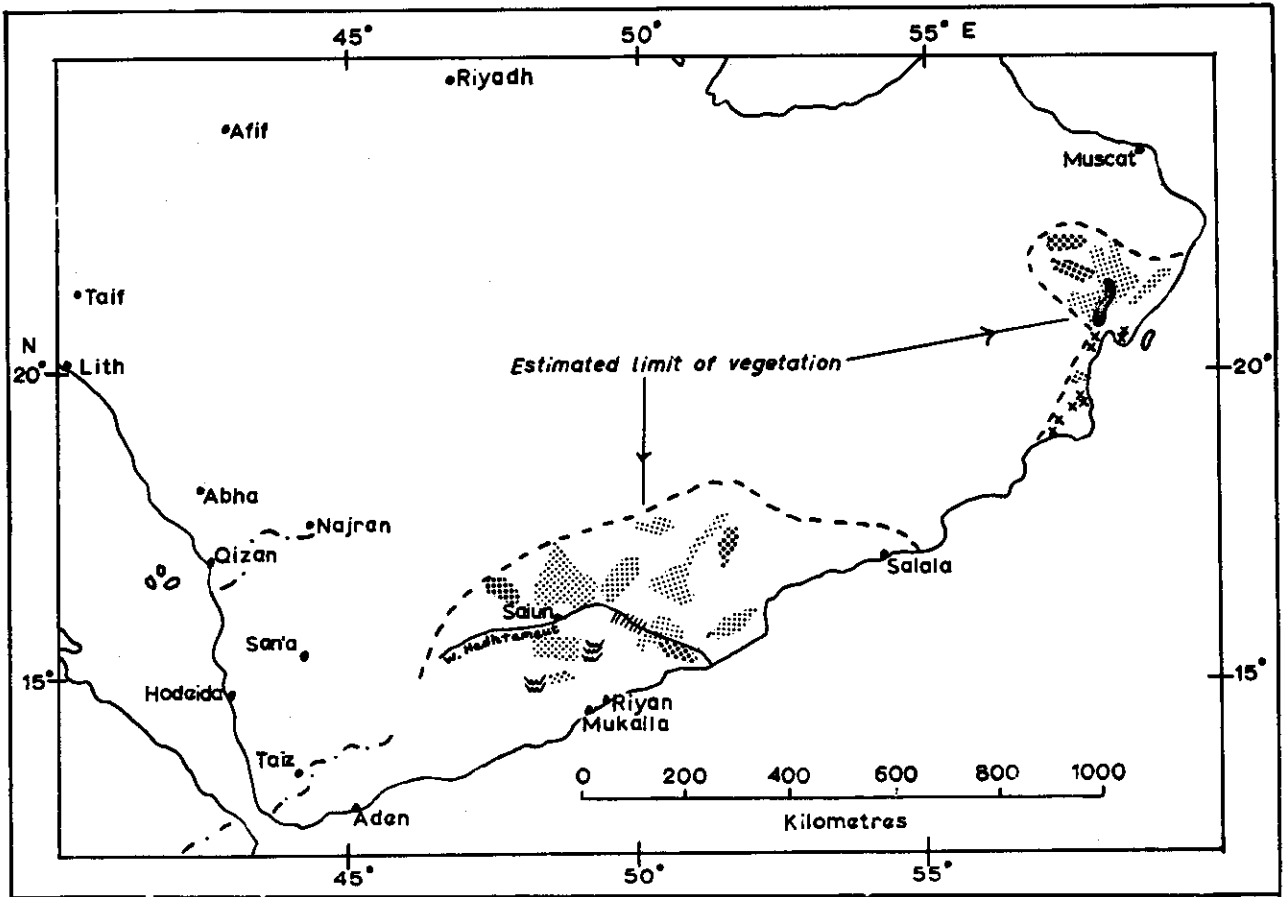 45° 50° 55° E
Riyadh
Afif
Muscat
Taif
N
Lith
20° 20°
Estimated limit of vegetation
Abha
Najran
Qizan
Salala
Saiun
W. Hadhramaut
San'a
15° 15°
Hodeida
Riyan
Mukalla
Taiz
0 200 400 600 800 1000
Aden
Kilometres
45° 50° 55°